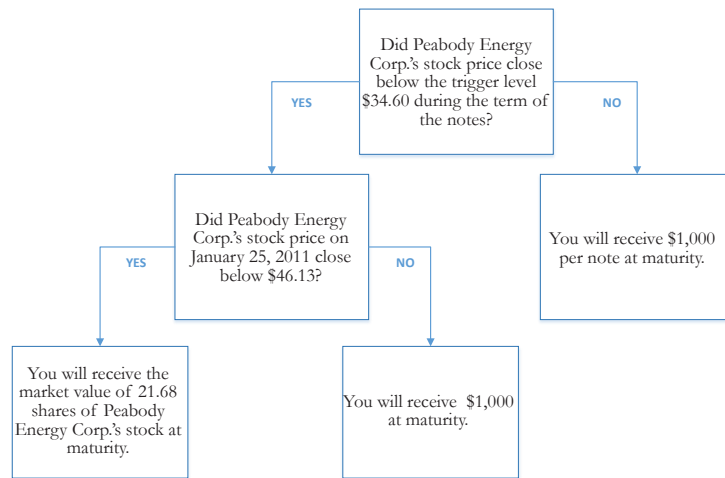 Did Peabody Energy
Corp.'s stock price close
below the trigger level
$34.60 during the term of
the notes?
YES
NO
Did Peabody Energy
Corp.'s stock price on
January 25, 2011 close
below $46.13?
You will receive $1,000
per note at maturity.
YES
NO
You will receive the
market value of 21.68
shares of Peabody
Energy Corp.'s stock at
maturity.
You will receive $1,000
at maturity.